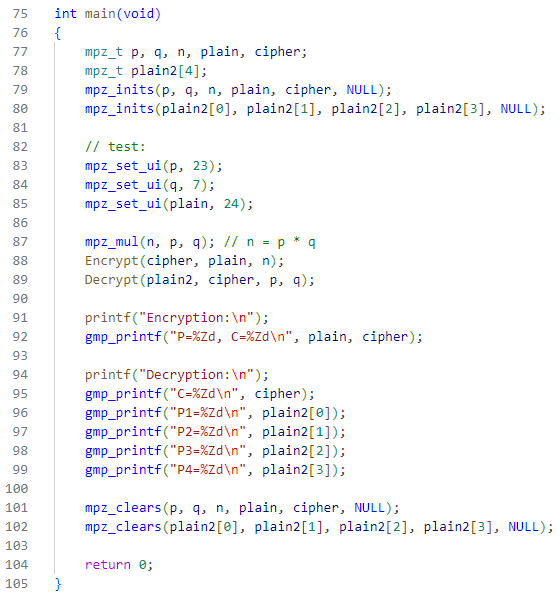 75 int main(void)
76 {
77     mpz_t p, q, n, plain, cipher;
78     mpz_t plain2[4];
79     mpz_inits(p, q, n, plain, cipher, NULL);
80     mpz_inits(plain2[0], plain2[1], plain2[2], plain2[3], NULL);
81
82     // test:
83     mpz_set_ui(p, 23);
84     mpz_set_ui(q, 7);
85     mpz_set_ui(plain, 24);
86
87     mpz_mul(n, p, q); // n = p * q
88     Encrypt(cipher, plain, n);
89     Decrypt(plain2, cipher, p, q);
90
91     printf("Encryption:\n");
92     gmp_printf("P=%Zd, C=%Zd\n", plain, cipher);
93
94     printf("Decryption:\n");
95     gmp_printf("C=%Zd\n", cipher);
96     gmp_printf("P1=%Zd\n", plain2[0]);
97     gmp_printf("P2=%Zd\n", plain2[1]);
98     gmp_printf("P3=%Zd\n", plain2[2]);
99     gmp_printf("P4=%Zd\n", plain2[3]);
100
101     mpz_clears(p, q, n, plain, cipher, NULL);
102     mpz_clears(plain2[0], plain2[1], plain2[2], plain2[3], NULL);
103
104     return 0;
105 }